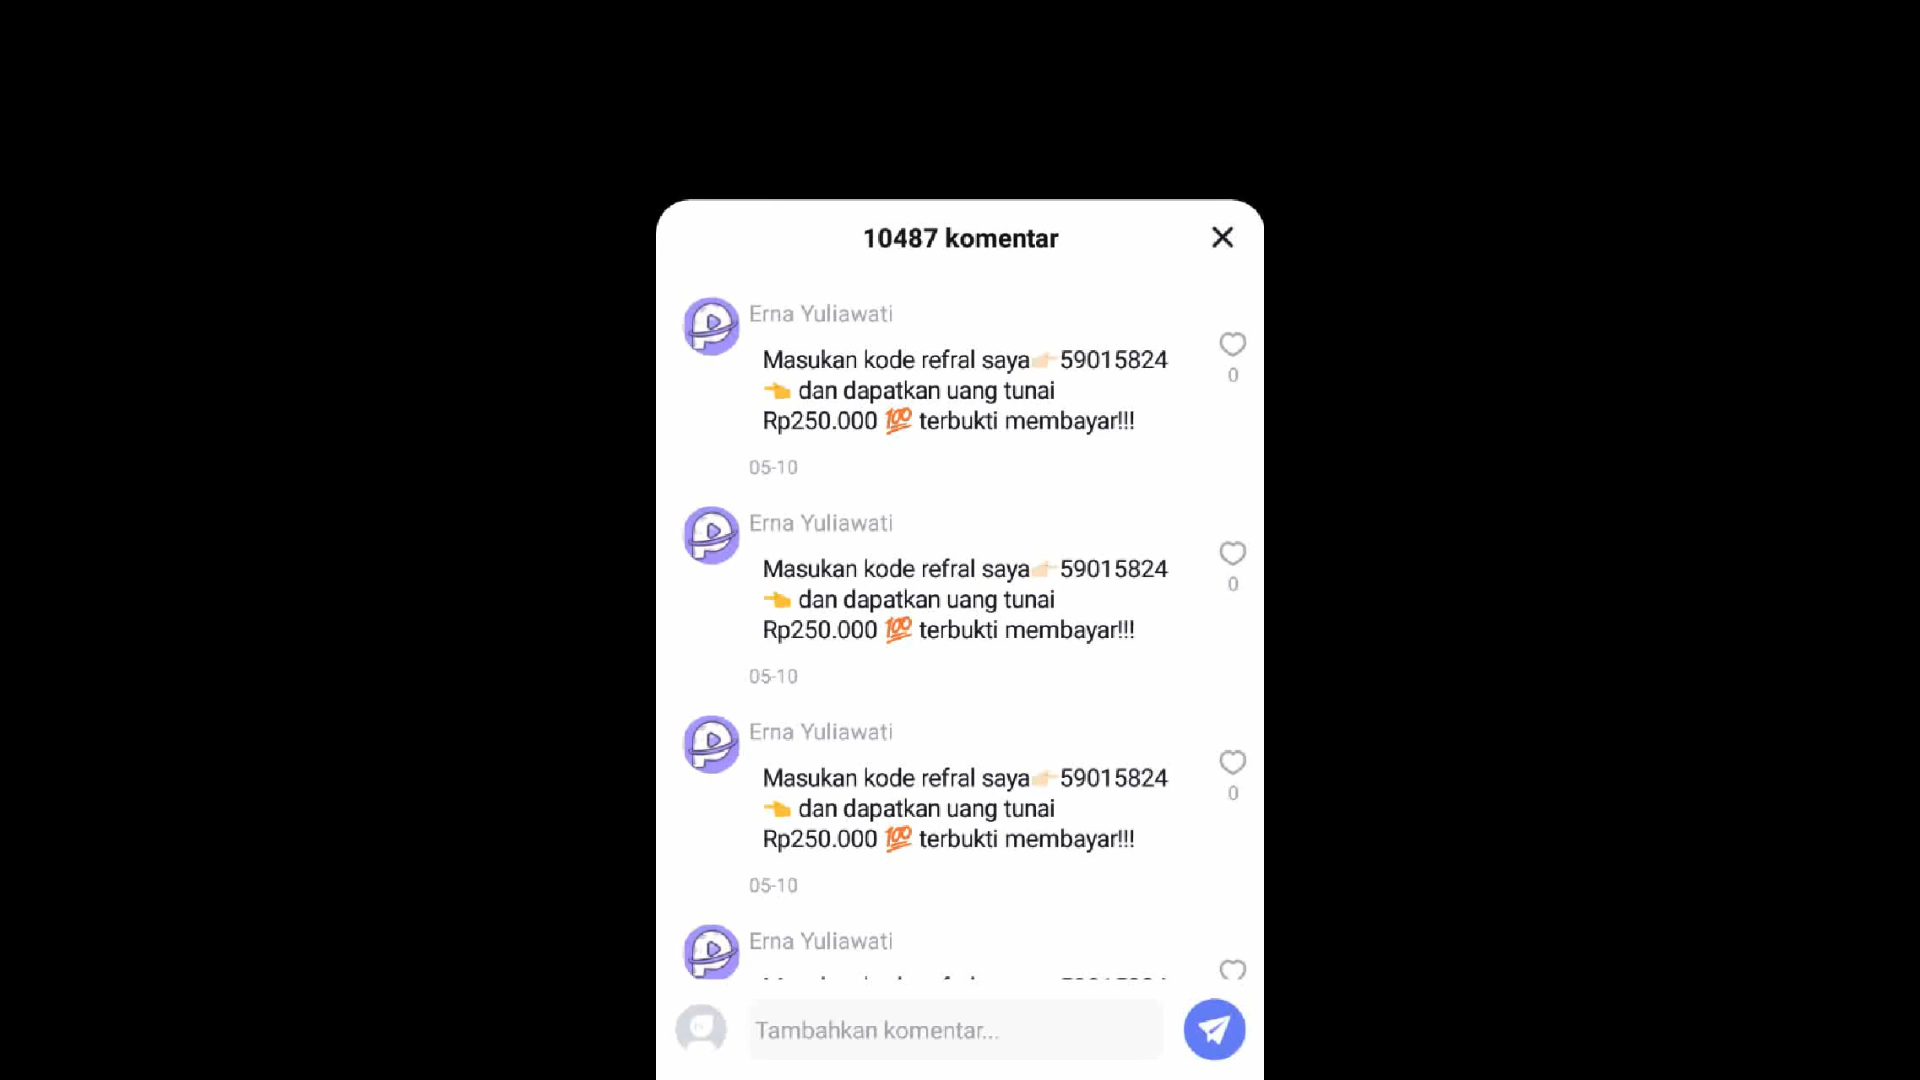 10487 komentar
Erna Yuliawati
Masukan kode refral saya👉🏻59015824
👈 dan dapatkan uang tunai
Rp250.000 💯 terbukti membayar!!!
0
05-10
Erna Yuliawati
Masukan kode refral saya👉🏻59015824
👈 dan dapatkan uang tunai
Rp250.000 💯 terbukti membayar!!!
0
05-10
Erna Yuliawati
Masukan kode refral saya👉🏻59015824
👈 dan dapatkan uang tunai
Rp250.000 💯 terbukti membayar!!!
0
05-10
Erna Yuliawati
Tambahkan komentar...